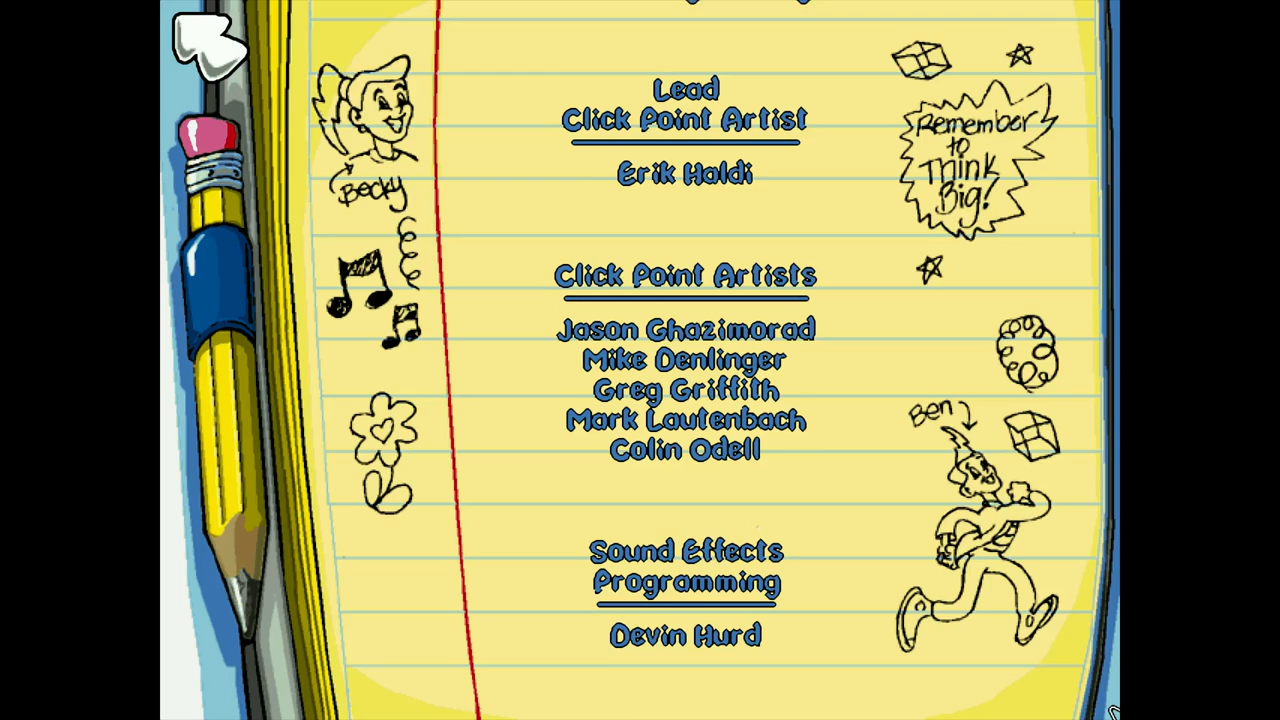 Lead
Click Point Artist
Erik Haldi
Becky
Remember
to
Think
Big!
Click Point Artists
Jason Ghazimorad
Mike Denlinger
Greg Griffith
Mark Lautenbach
Colin Odell
Ben
Sound Effects
Programming
Devin Hurd